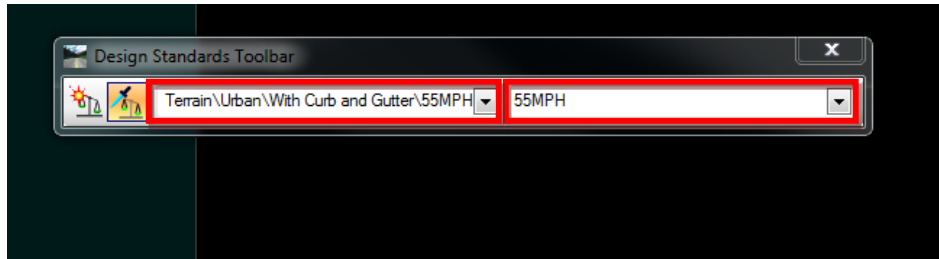 Design Standards Toolbar
Terrain\Urban\With Curb and Gutter\55MPH 55MPH